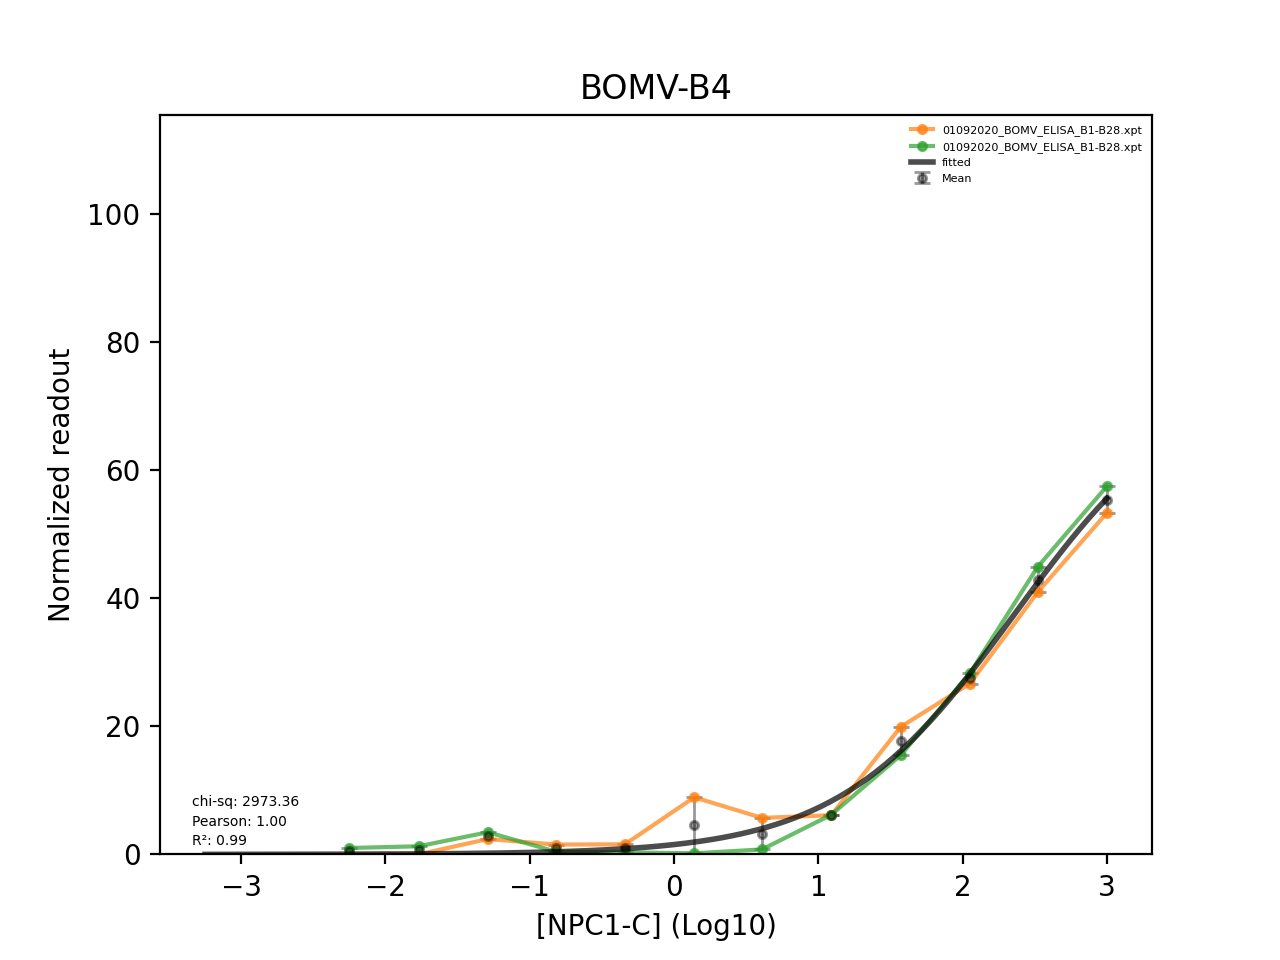 BOMV-B4
01092020_BOMV_ELISA_B1-B28.xpt
01092020_BOMV_ELISA_B1-B28.xpt
fitted
Mean
100
80
60
40
20
0
Normalized readout
chi-sq: 2973.36
Pearson: 1.00
R²: 0.99
−3 −2 −1 0 1 2 3
[NPC1-C] (Log10)